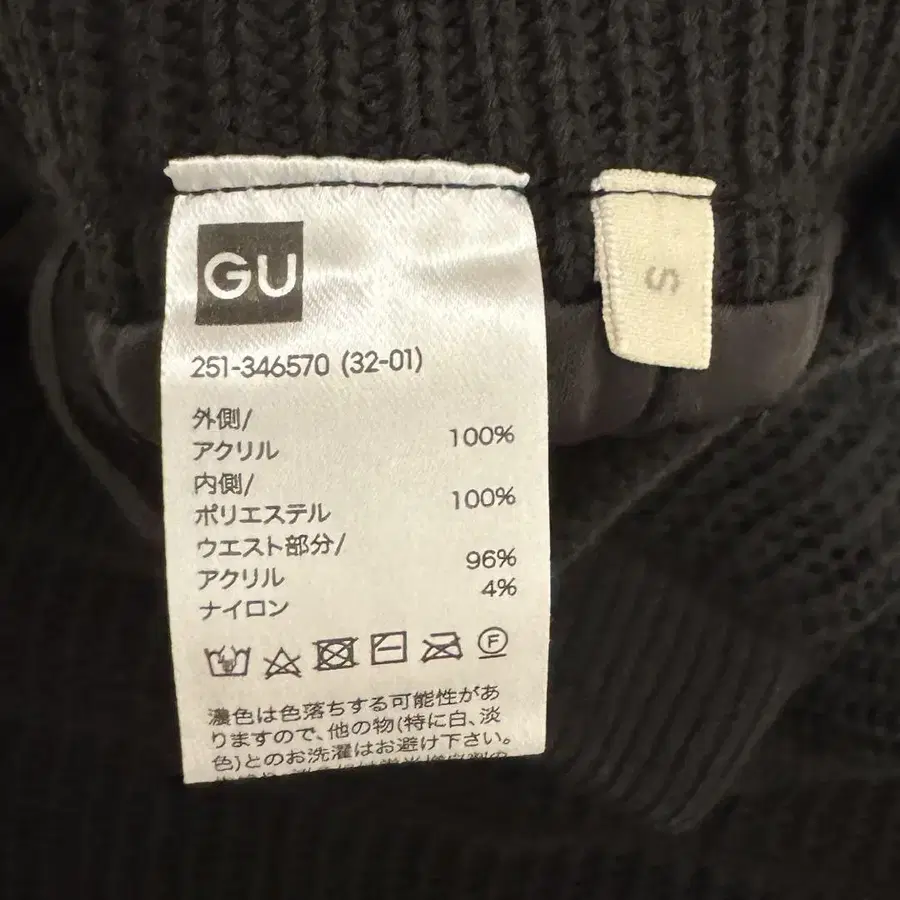 GU
251-346570 (32-01)
外側/
アクリル 100%
内側/
ポリエステル 100%
ウエスト部分/
アクリル 96%
ナイロン 4%
F
濃色は色落ちする可能性があ
りますので、他の物(特に白、淡
色)とのお洗濯はお避け下さい。
S